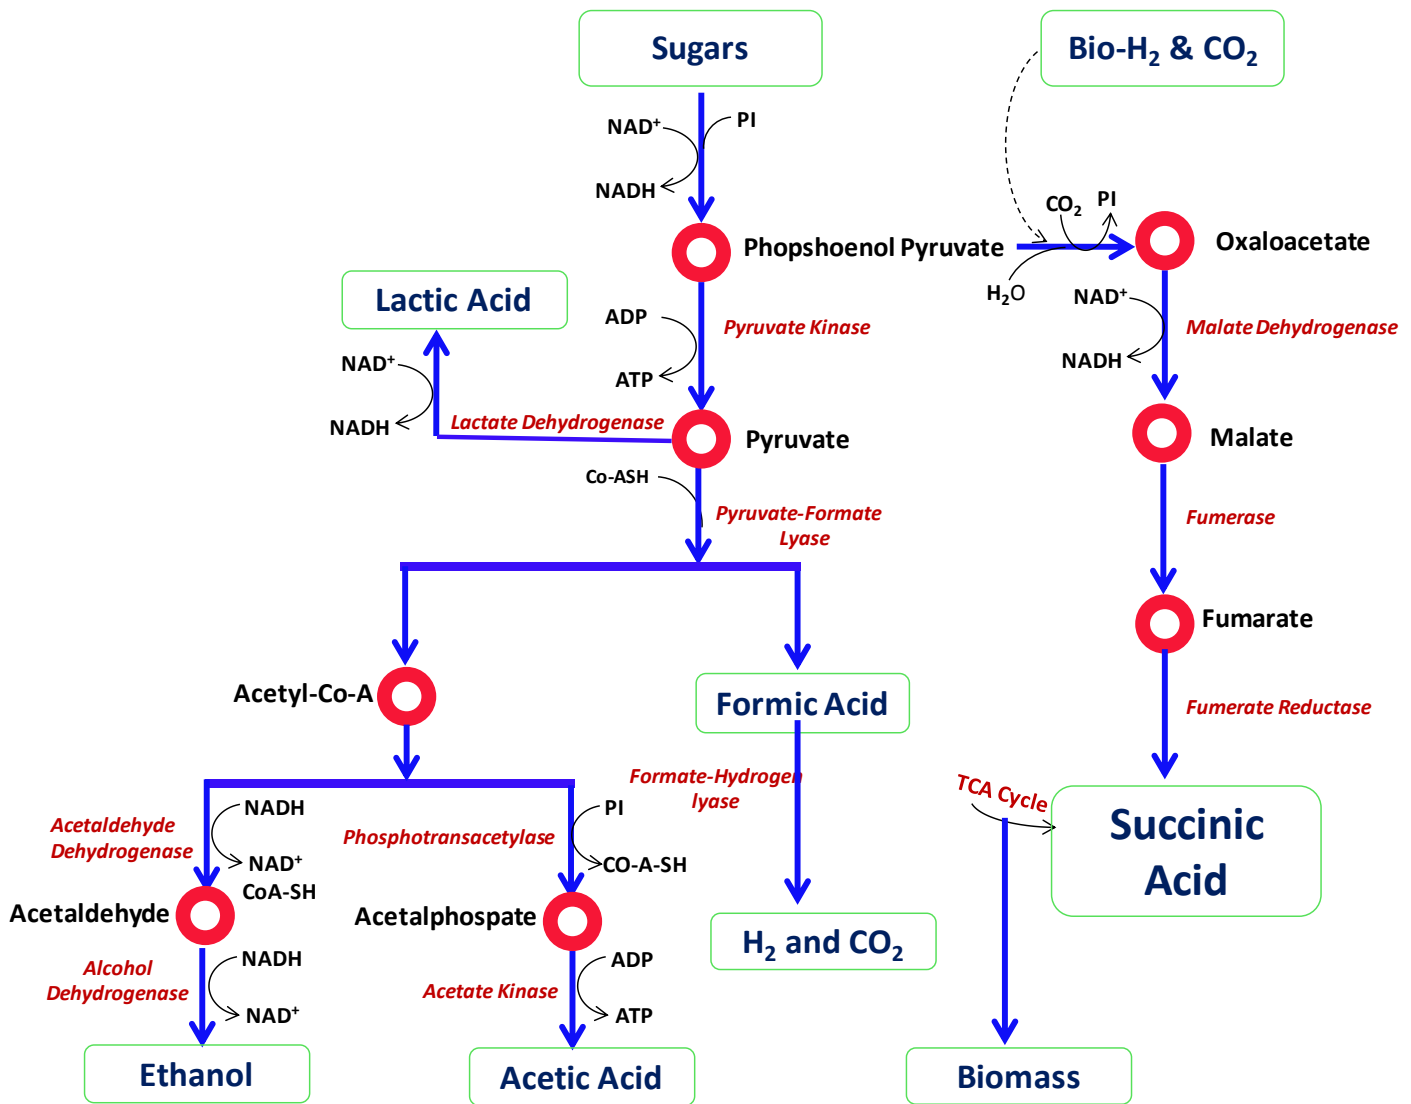 Sugars
Bio-H₂ & CO₂
NAD⁺
PI
NADH
CO₂
PI
Phopshoenol Pyruvate
Oxaloacetate
H₂O
Lactic Acid
ADP
Pyruvate Kinase
ATP
NAD⁺
Malate Dehydrogenase
NADH
NAD⁺
NADH
Lactate Dehydrogenase
Pyruvate
Malate
Co-ASH
Pyruvate-Formate
Lyase
Fumerase
Fumarate
Acetyl-Co-A
Formic Acid
Fumerate Reductase
Formate-Hydrogen
lyase
TCA Cycle
Succinic
Acid
NADH
Acetaldehyde
Dehydrogenase
NAD⁺
CoA-SH
PI
Phosphotransacetylase
CO-A-SH
Acetaldehyde
Acetalphospate
H₂ and CO₂
NADH
Alcohol
Dehydrogenase
NAD⁺
ADP
Acetate Kinase
ATP
Ethanol
Acetic Acid
Biomass